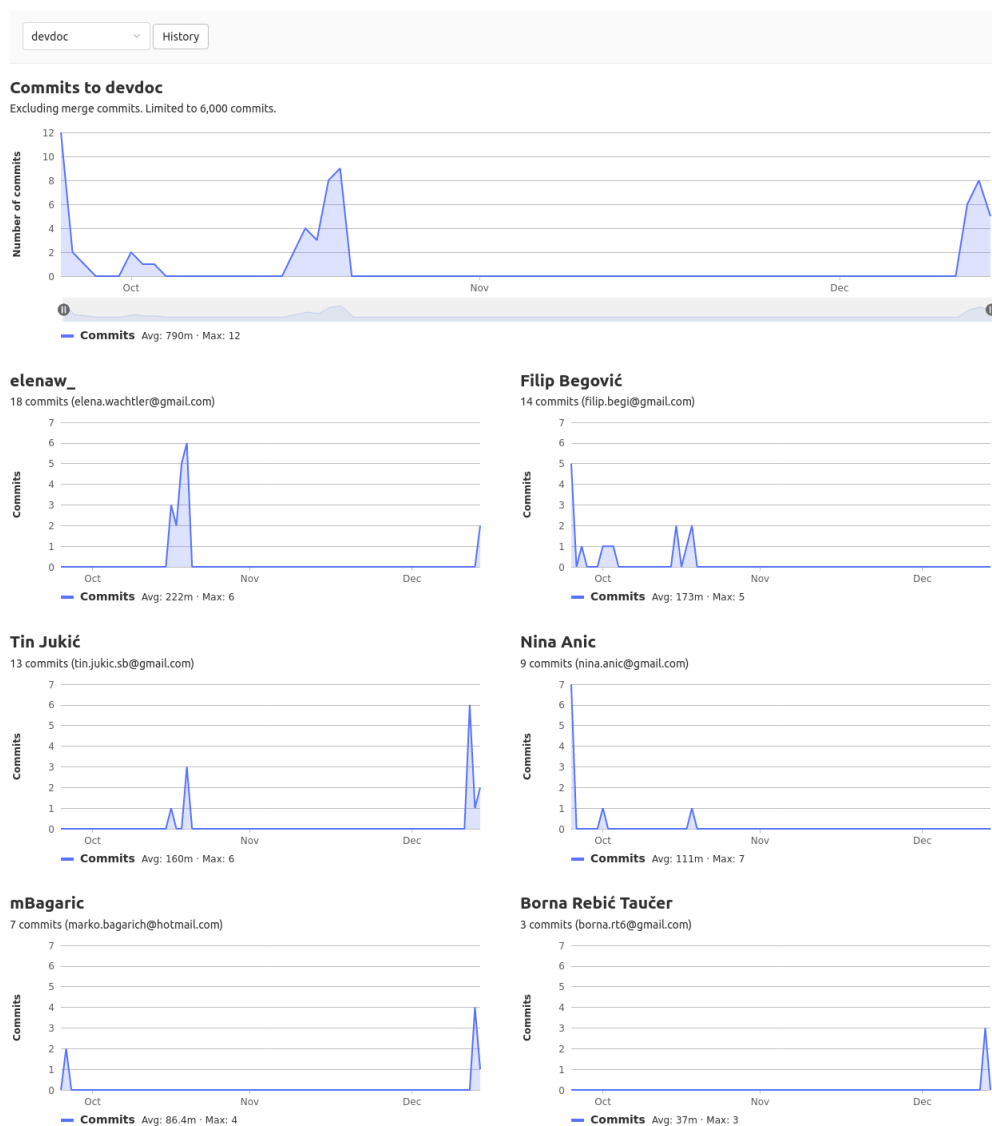 devdoc
History
Commits to devdoc
Excluding merge commits. Limited to 6,000 commits.
12
10
8
6
4
2
0
Number of commits
Oct
Nov
Dec
Commits Avg: 790m · Max: 12
elenaw_
18 commits (elena.wachtler@gmail.com)
7
6
5
4
3
2
1
0
Commits
Oct
Nov
Dec
Commits Avg: 222m · Max: 6
Filip Begović
14 commits (filip.begi@gmail.com)
7
6
5
4
3
2
1
0
Commits
Oct
Nov
Dec
Commits Avg: 173m · Max: 5
Tin Jukić
13 commits (tin.jukic.sb@gmail.com)
7
6
5
4
3
2
1
0
Commits
Oct
Nov
Dec
Commits Avg: 160m · Max: 6
Nina Anic
9 commits (nina.anic@gmail.com)
7
6
5
4
3
2
1
0
Commits
Oct
Nov
Dec
Commits Avg: 111m · Max: 7
mBagaric
7 commits (marko.bagarich@hotmail.com)
7
6
5
4
3
2
1
0
Commits
Oct
Nov
Dec
Commits Avg: 86.4m · Max: 4
Borna Rebić Taučer
3 commits (borna.rt6@gmail.com)
7
6
5
4
3
2
1
0
Commits
Oct
Nov
Dec
Commits Avg: 37m · Max: 3